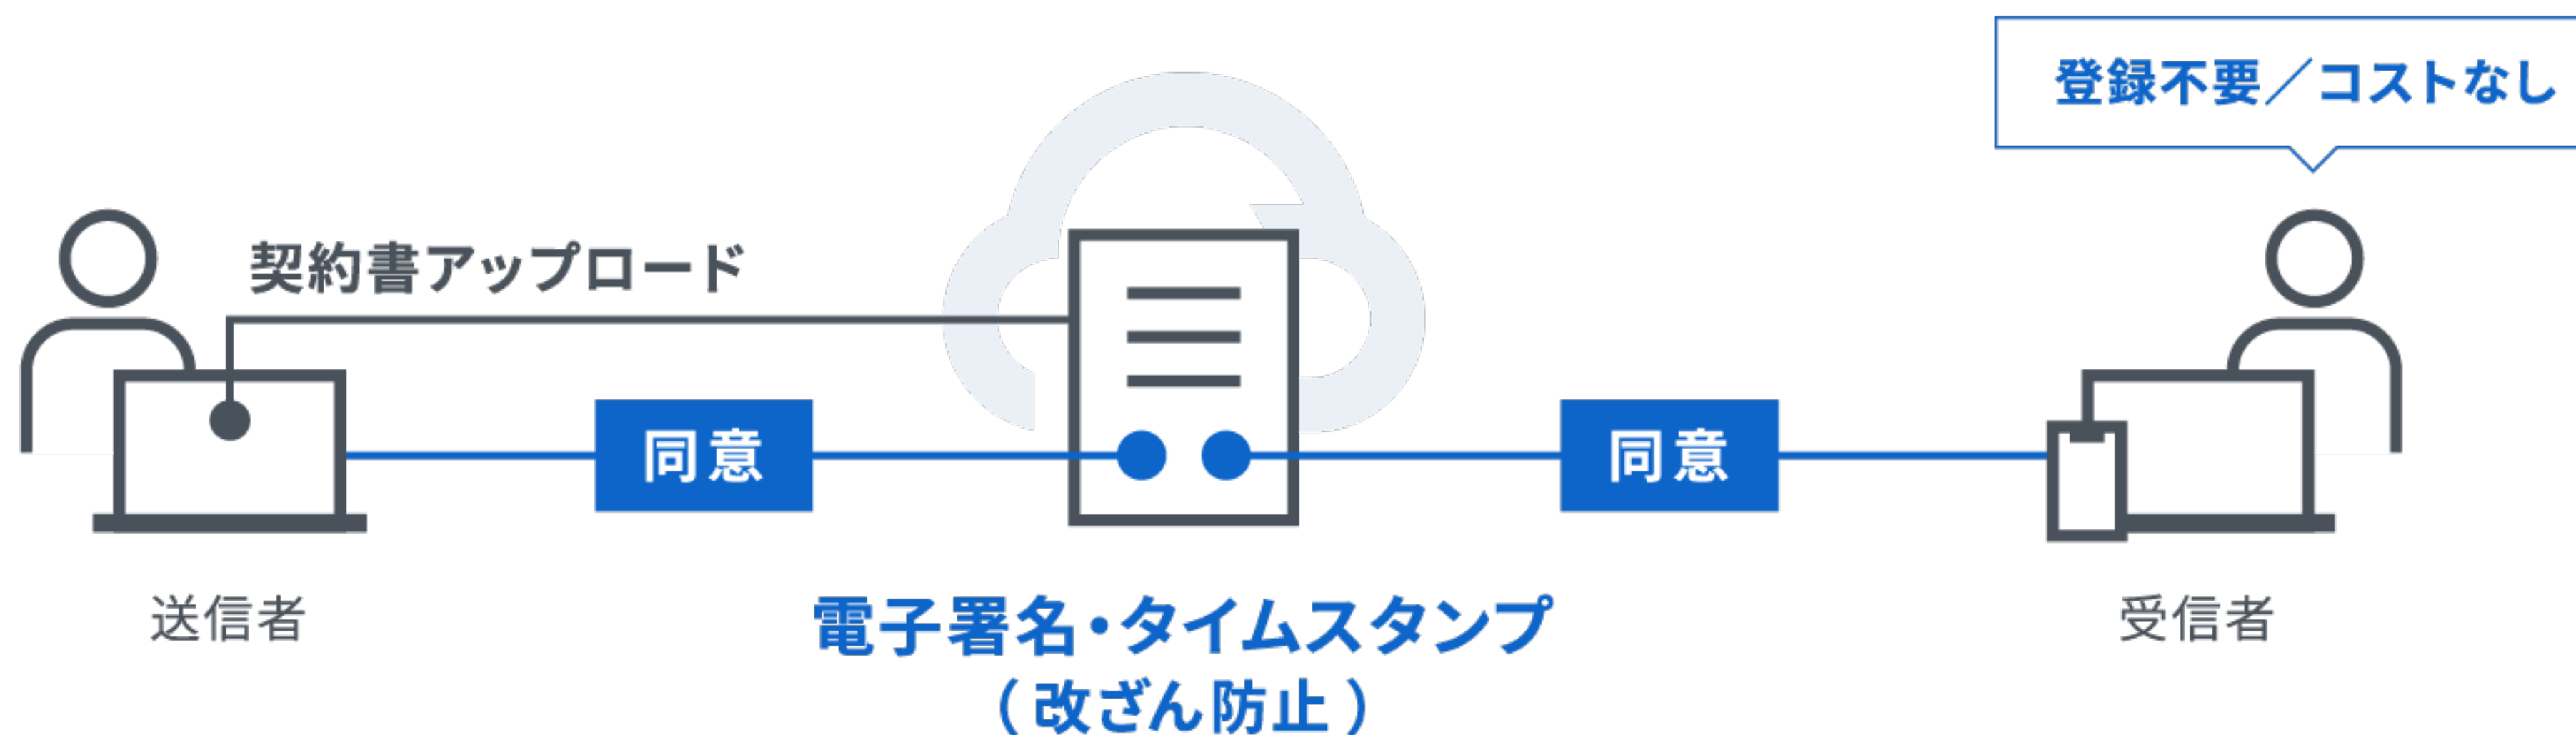 登録不要／コストなし
契約書アップロード
同意
同意
送信者
電子署名・タイムスタンプ
（改ざん防止）
受信者